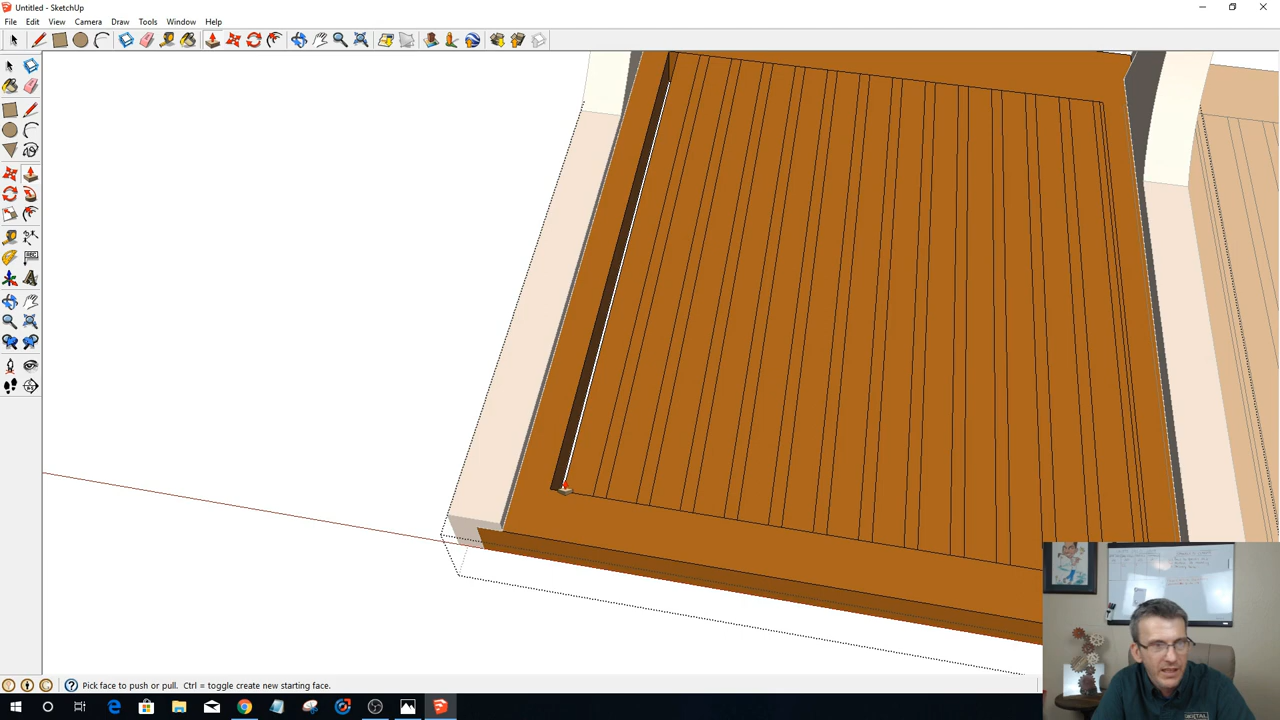 Untitled - SketchUp
File Edit View Camera Draw Tools Window Help
ABC
Pick face to push or pull. Ctrl = toggle create new starting face.